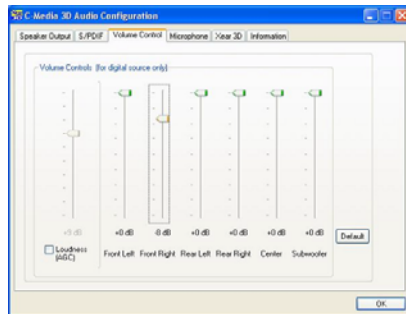 C-Media 3D Audio Configuration
Speaker Output S/PDIF Volume Control Microphone Xear 3D Information
Volume Controls (for digital source only)
+0 dB -8 dB +0 dB +0 dB +0 dB +0 dB
Default
Loudness (AGC)
Front Left Front Right Rear Left Rear Right Center Subwoofer
OK